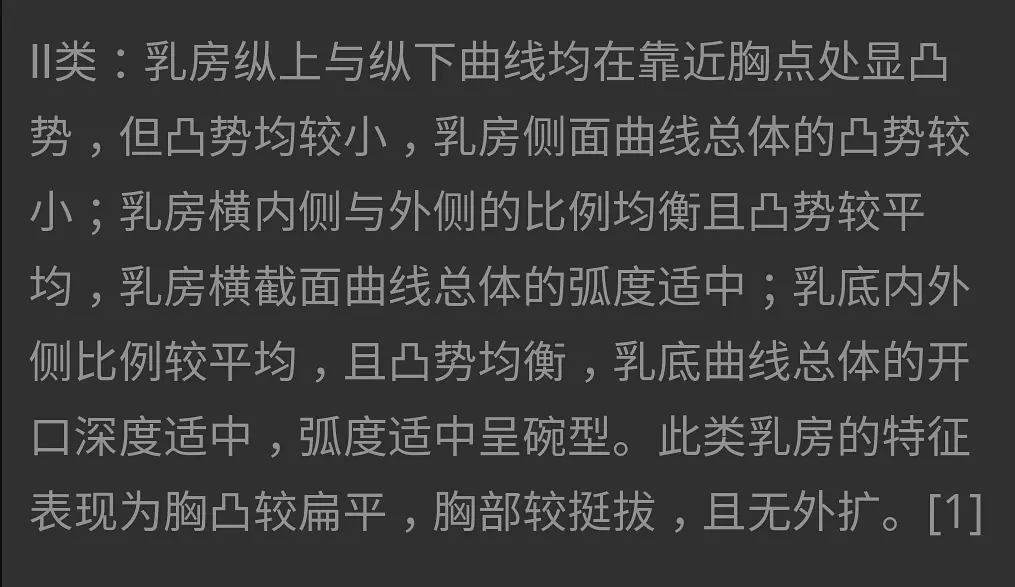 II类：乳房纵上与纵下曲线均在靠近胸点处显凸
势，但凸势均较小，乳房侧面曲线总体的凸势较
小；乳房横内侧与外侧的比例均衡且凸势较平
均，乳房横截面曲线总体的弧度适中；乳底内外
侧比例较平均，且凸势均衡，乳底曲线总体的开
口深度适中，弧度适中呈碗型。此类乳房的特征
表现为胸凸较扁平，胸部较挺拔，且无外扩。[1]